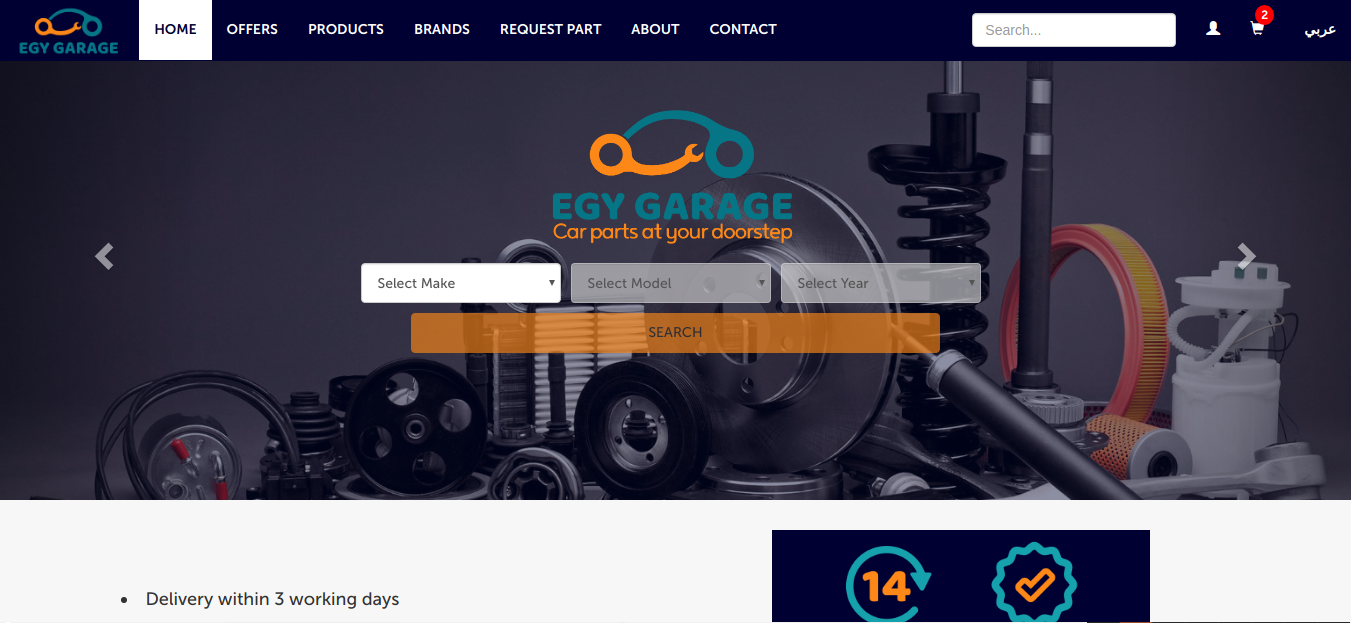 EGY GARAGE
HOME OFFERS PRODUCTS BRANDS REQUEST PART ABOUT CONTACT Search... 2 عربي
EGY GARAGE
Car parts at your doorstep
Select Make Select Model Select Year
SEARCH
14
• Delivery within 3 working days